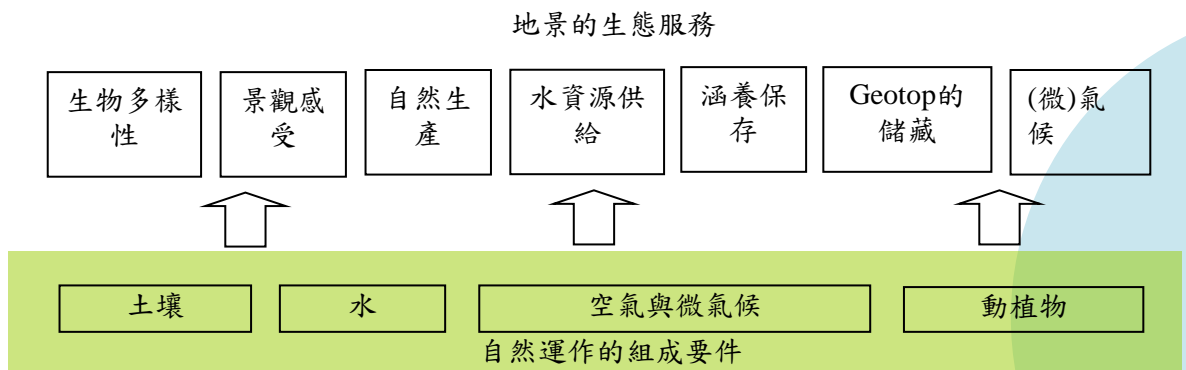 地景的生態服務
生物多樣
性
景觀感
受
自然生
產
水資源供
給
涵養保
存
Geotop的
儲藏
(微)氣
候
土壤
水
空氣與微氣候
動植物
自然運作的組成要件